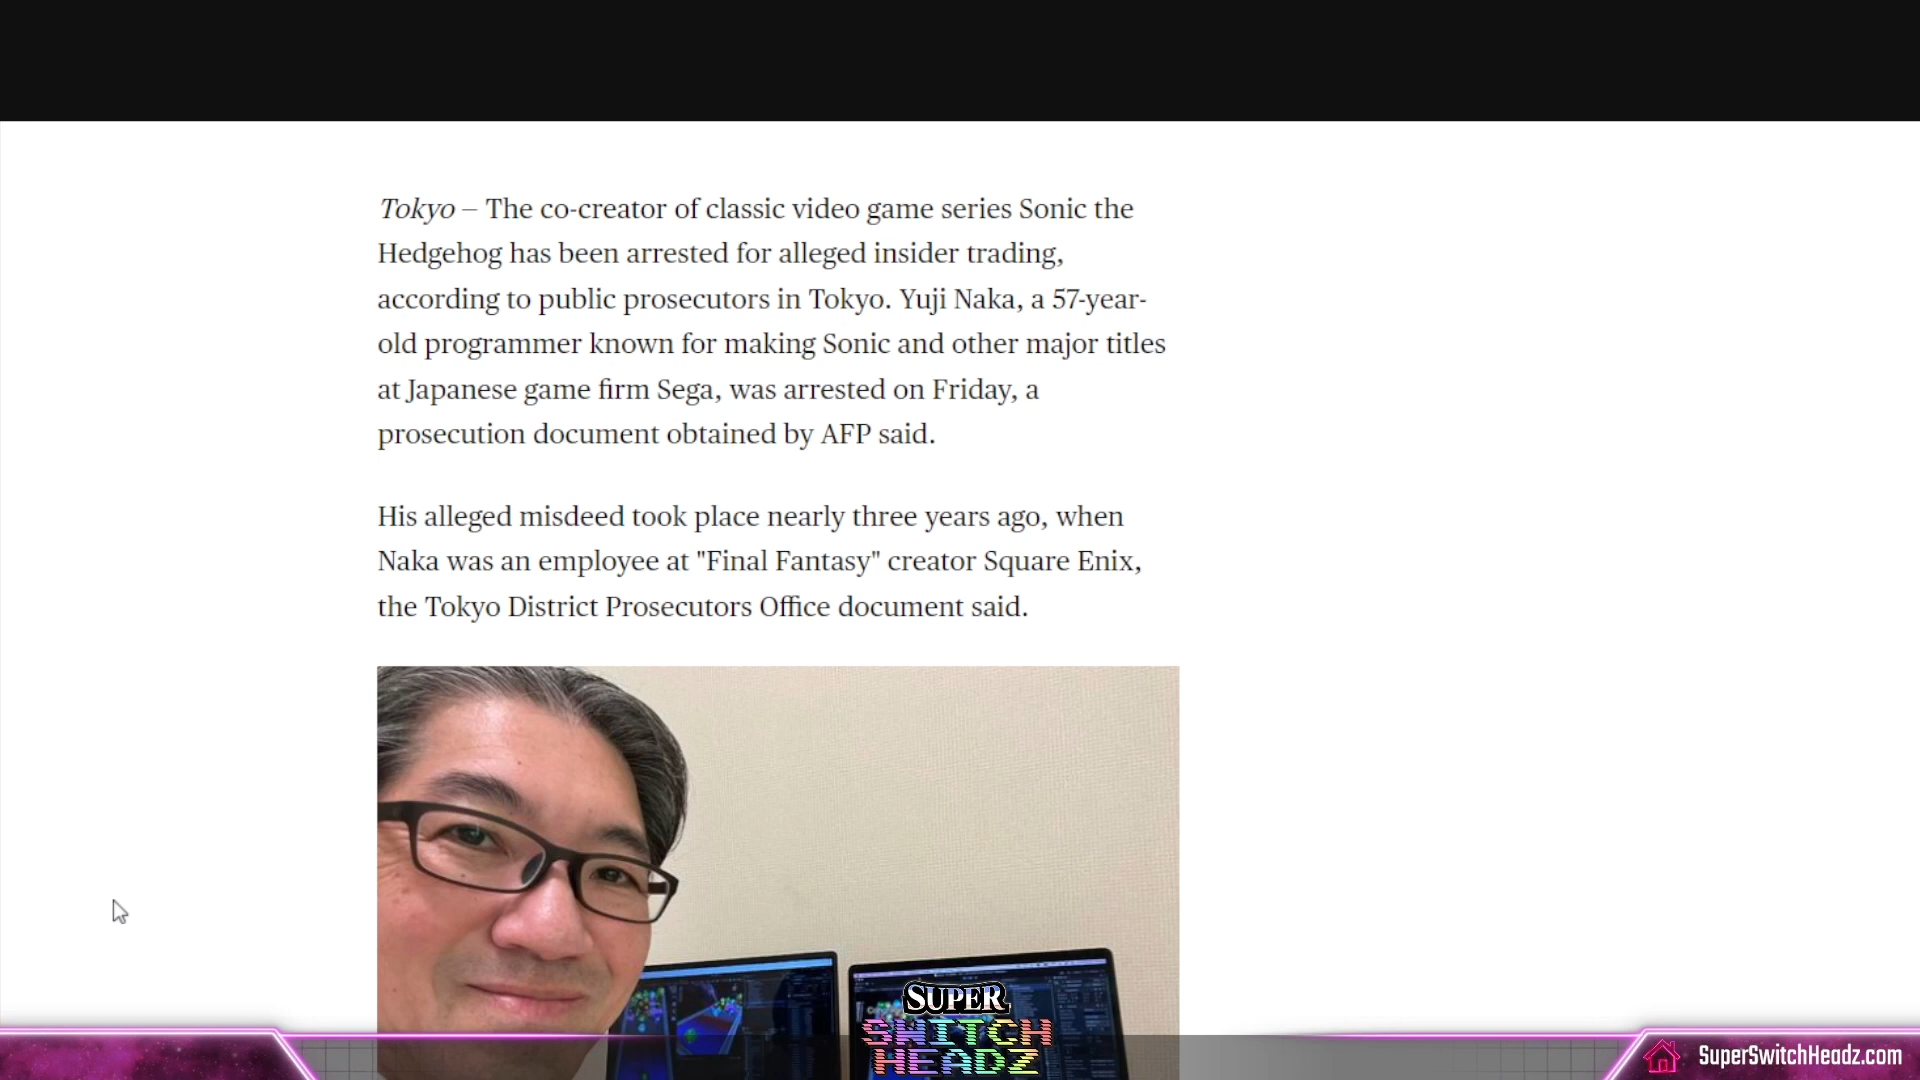 Tokyo — The co-creator of classic video game series Sonic the
Hedgehog has been arrested for alleged insider trading,
according to public prosecutors in Tokyo. Yuji Naka, a 57-year-
old programmer known for making Sonic and other major titles
at Japanese game firm Sega, was arrested on Friday, a
prosecution document obtained by AFP said.
His alleged misdeed took place nearly three years ago, when
Naka was an employee at "Final Fantasy" creator Square Enix,
the Tokyo District Prosecutors Office document said.
SUPER
SWITCH
HEADZ
SuperSwitchHeadz.com